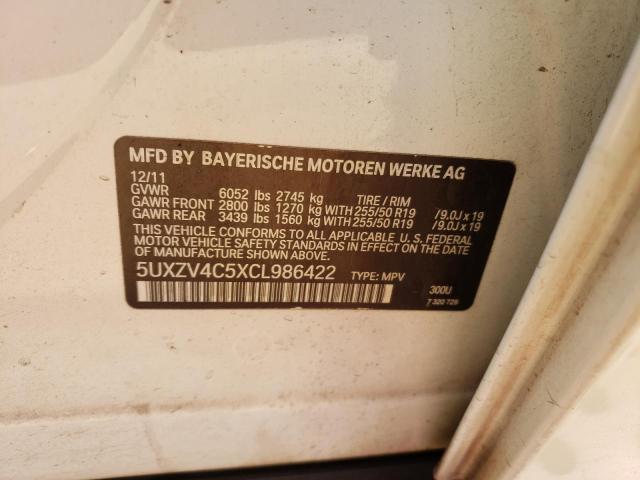 MFD BY BAYERISCHE MOTOREN WERKE AG
12/11
GVWR 6052 lbs 2745 kg TIRE / RIM
GAWR FRONT 2800 lbs 1270 kg WITH 255/50 R19 /9.0J x 19
GAWR REAR 3439 lbs 1560 kg WITH 255/50 R19 /9.0J x 19
THIS VEHICLE CONFORMS TO ALL APPLICABLE U. S. FEDERAL
MOTOR VEHICLE SAFETY STANDARDS IN EFFECT ON THE DATE
OF MANUFACTURE SHOWN ABOVE.
5UXZV4C5XCL986422 TYPE: MPV
300U
7 320 729